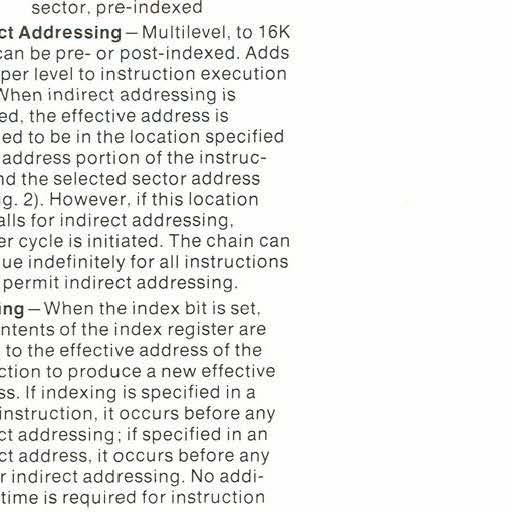 sector, pre-indexed
ct Addressing – Multilevel, to 16K
can be pre- or post-indexed. Adds
per level to instruction execution
When indirect addressing is
ed, the effective address is
ed to be in the location specified
address portion of the instruc-
nd the selected sector address
g. 2). However, if this location
alls for indirect addressing,
er cycle is initiated. The chain can
ue indefinitely for all instructions
permit indirect addressing.
ing – When the index bit is set,
ntents of the index register are
to the effective address of the
ction to produce a new effective
ss. If indexing is specified in a
instruction, it occurs before any
ct addressing; if specified in an
ct address, it occurs before any
r indirect addressing. No addi-
time is required for instruction